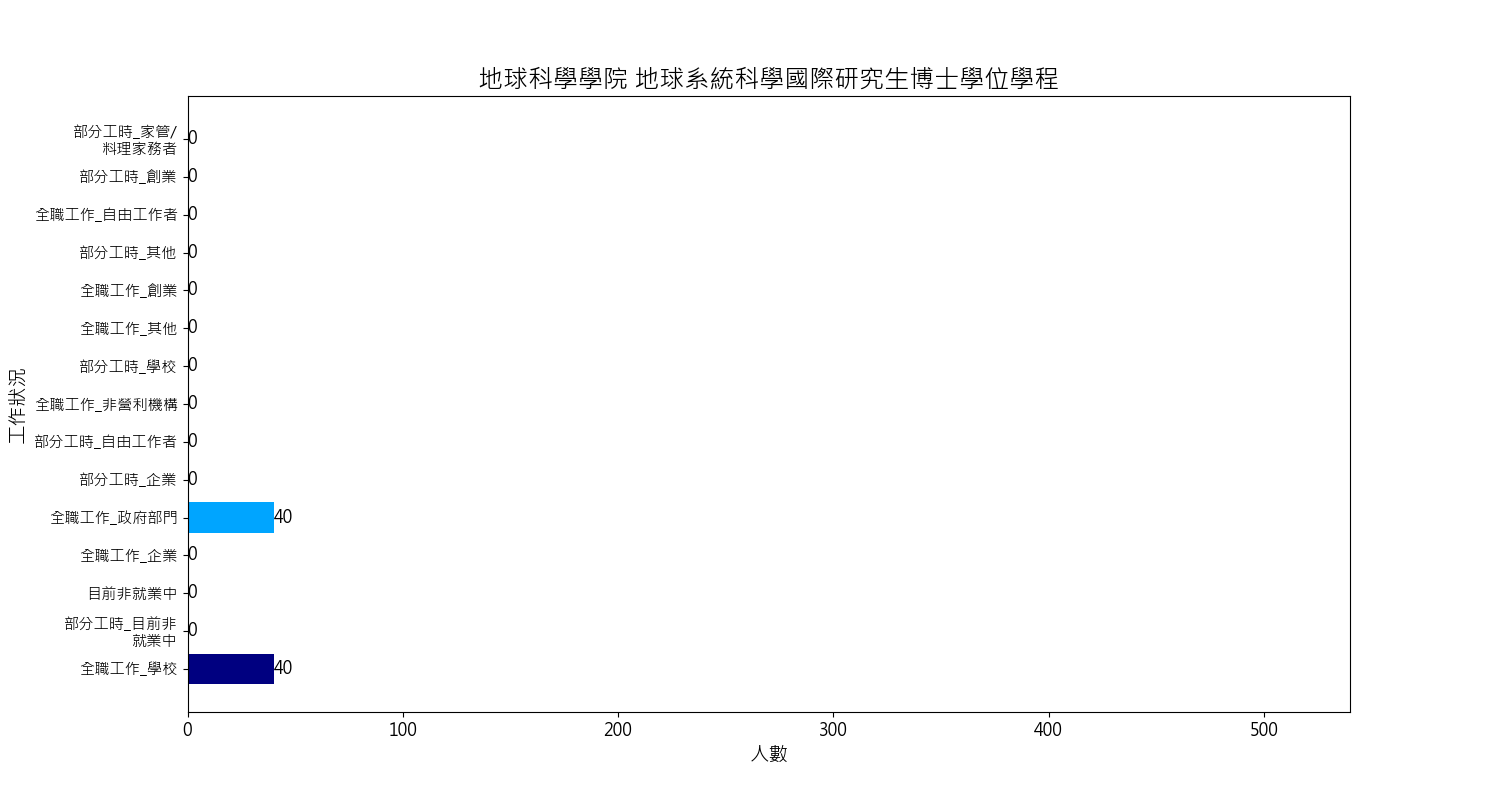 地球科學學院 地球系統科學國際研究生博士學位學程
部分工時_家管/
料理家務者
0
部分工時_創業
0
全職工作_自由工作者
0
部分工時_其他
0
全職工作_創業
0
全職工作_其他
0
部分工時_學校
0
全職工作_非營利機構
0
部分工時_自由工作者
0
部分工時_企業
0
全職工作_政府部門
40
全職工作_企業
0
目前非就業中
0
部分工時_目前非
就業中
0
全職工作_學校
40
工作狀況
0 100 200 300 400 500
人數